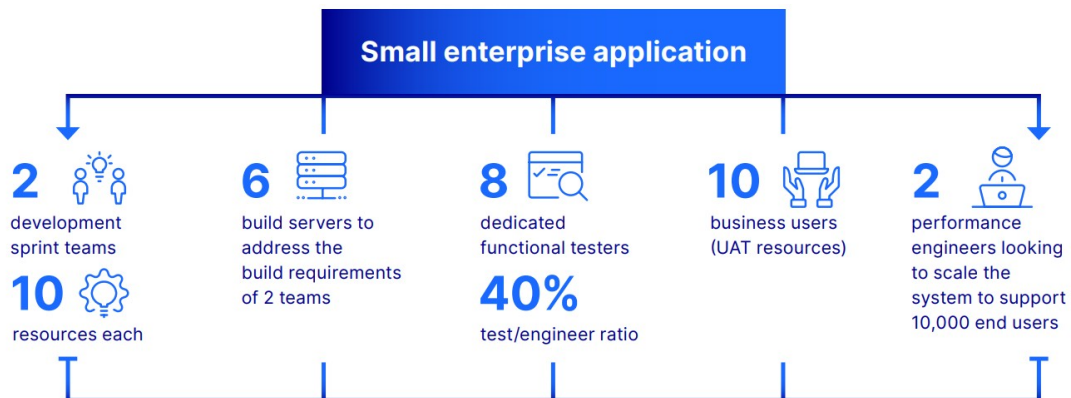 Small enterprise application
2
development
sprint teams
10
resources each
6
build servers to
address the
build requirements
of 2 teams
8
dedicated
functional testers
40%
test/engineer ratio
10
business users
(UAT resources)
2
performance
engineers looking
to scale the
system to support
10,000 end users